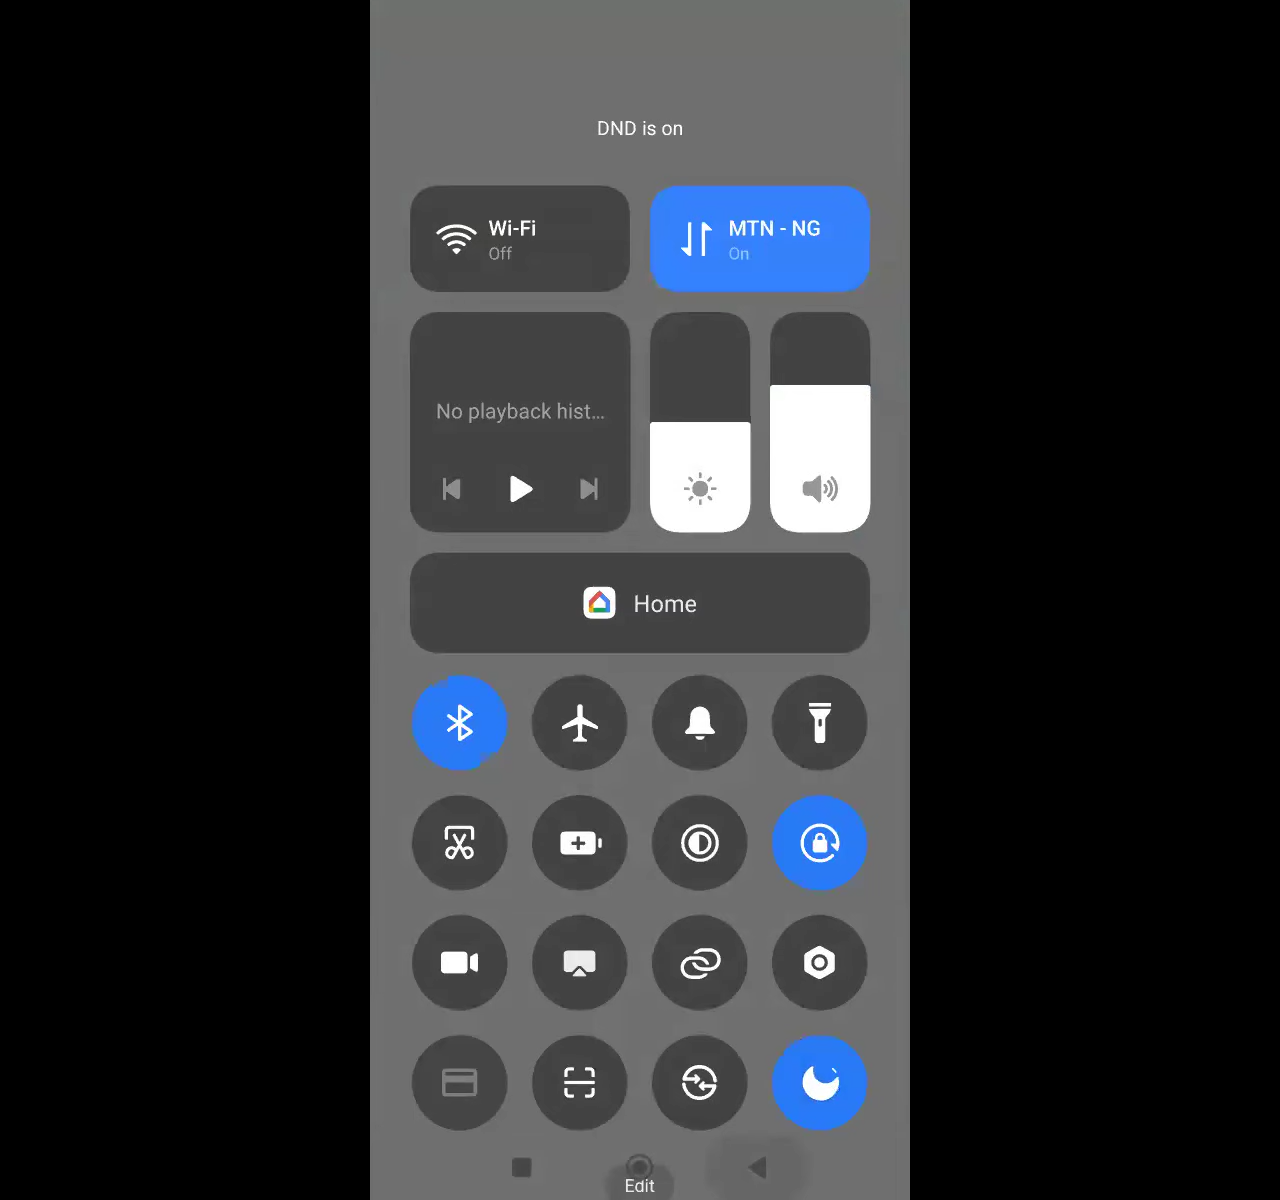 DND is on
Wi-Fi
Off
MTN - NG
On
No playback hist...
Home
Edit